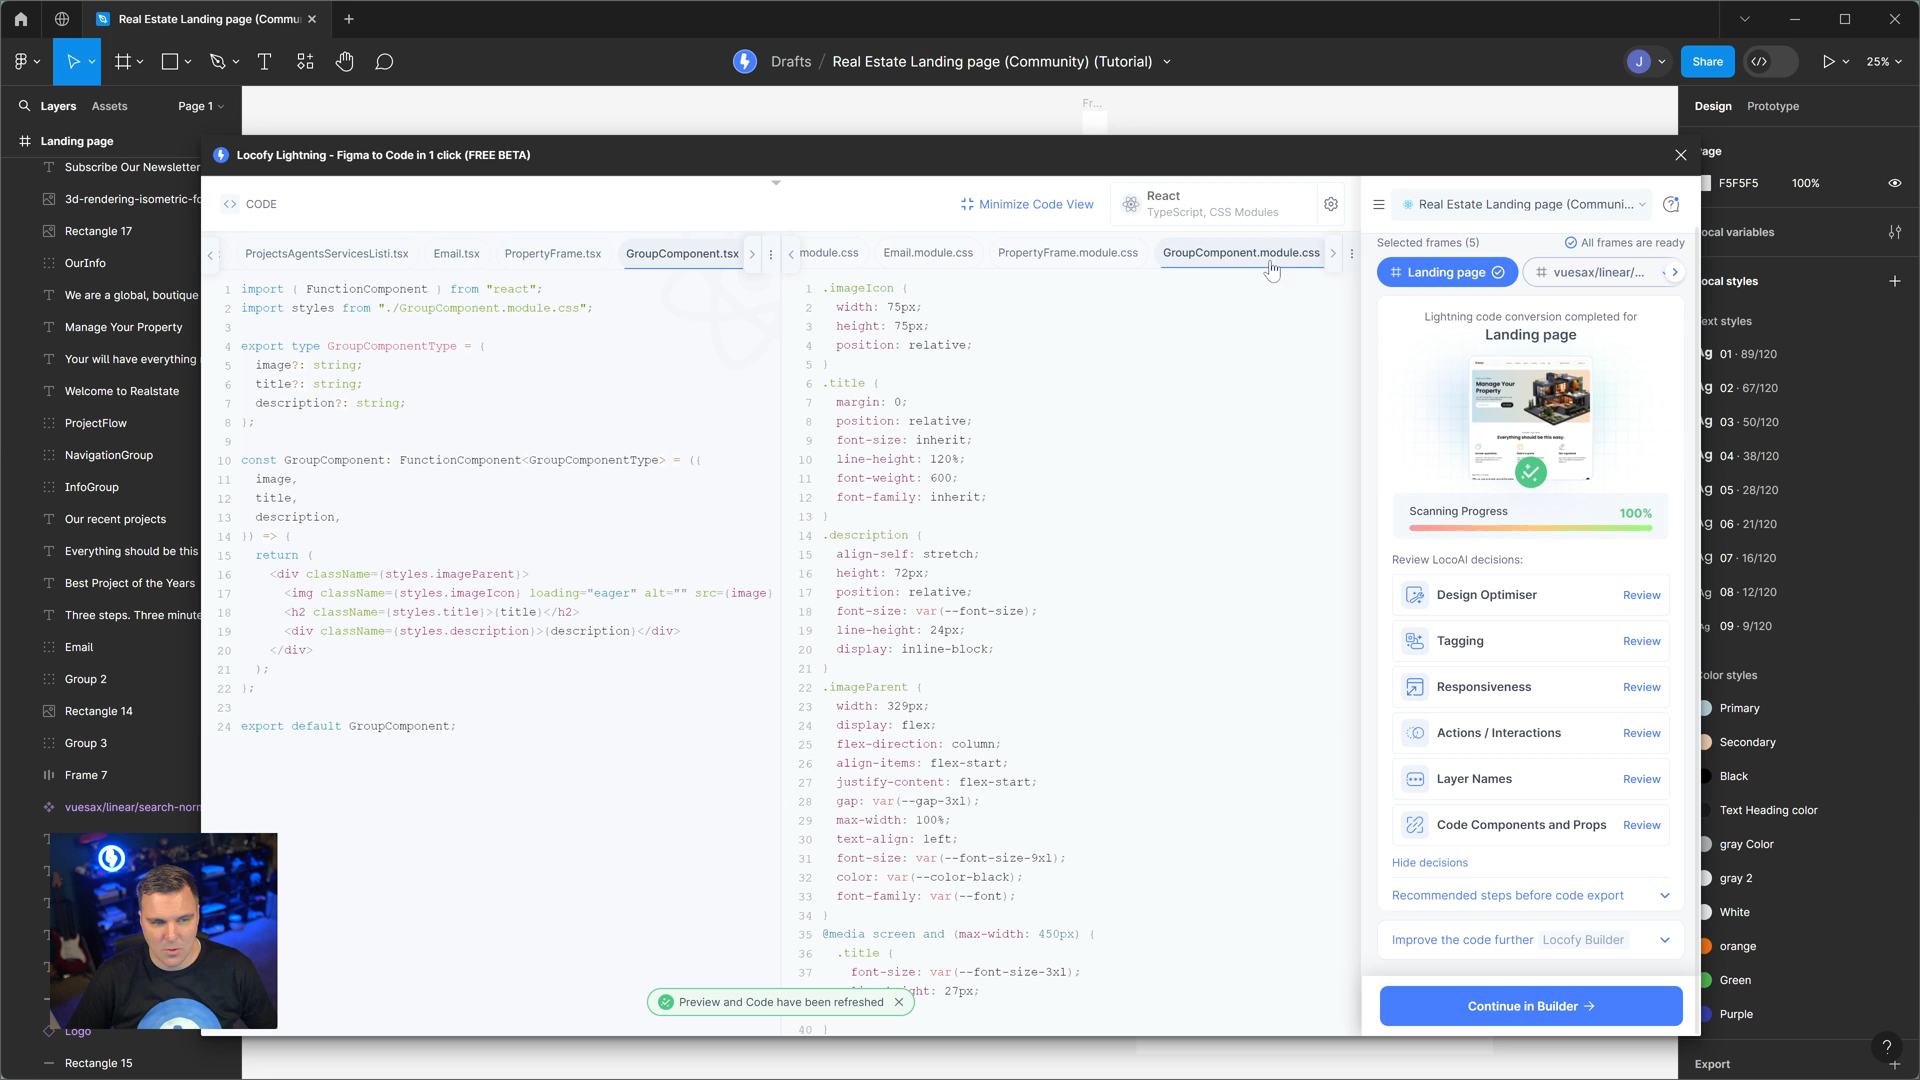 Real Estate Landing page (Commu
Drafts / Real Estate Landing page (Community) (Tutorial)
J
Share
25%
Layers
Assets
Page 1
Fr...
Design
Prototype
Landing page
Subscribe Our Newsletter
3d-rendering-isometric-fo
Rectangle 17
OurInfo
We are a global, boutique
Manage Your Property
Your will have everything
Welcome to Realstate
ProjectFlow
NavigationGroup
InfoGroup
Our recent projects
Everything should be this
Best Project of the Years
Three steps. Three minute
Email
Group 2
Rectangle 14
Group 3
Frame 7
vuesax/linear/search-norn
Logo
Rectangle 15
Locofy Lightning - Figma to Code in 1 click (FREE BETA)
<> CODE
Minimize Code View
React
TypeScript, CSS Modules
ProjectsAgentsServicesListi.tsx
Email.tsx
PropertyFrame.tsx
GroupComponent.tsx
1 import { FunctionComponent } from "react";
2 import styles from "./GroupComponent.module.css";
3
4 export type GroupComponentType = {
5 image?: string;
6 title?: string;
7 description?: string;
8 };
9
10 const GroupComponent: FunctionComponent<GroupComponentType> = ({
11 image,
12 title,
13 description,
14 }) => {
15 return (
16 <div className={styles.imageParent}>
17 <img className={styles.imageIcon} loading="eager" alt="" src={image}
18 <h2 className={styles.title}>{title}</h2>
19 <div className={styles.description}>{description}</div>
20 </div>
21 );
22 };
23
24 export default GroupComponent;
module.css
Email.module.css
PropertyFrame.module.css
GroupComponent.module.css
1 .imageIcon {
2 width: 75px;
3 height: 75px;
4 position: relative;
5 }
6 .title {
7 margin: 0;
8 position: relative;
9 font-size: inherit;
10 line-height: 120%;
11 font-weight: 600;
12 font-family: inherit;
13 }
14 .description {
15 align-self: stretch;
16 height: 72px;
17 position: relative;
18 font-size: var(--font-size);
19 line-height: 24px;
20 display: inline-block;
21 }
22 .imageParent {
23 width: 329px;
24 display: flex;
25 flex-direction: column;
26 align-items: flex-start;
27 justify-content: flex-start;
28 gap: var(--gap-3xl);
29 max-width: 100%;
30 text-align: left;
31 font-size: var(--font-size-9xl);
32 color: var(--color-black);
33 font-family: var(--font);
34 }
35 @media screen and (max-width: 450px) {
36 .title {
37 font-size: var(--font-size-3xl);
ht: 27px;
40 }
Preview and Code have been refreshed
Real Estate Landing page (Communi...
Selected frames (5)
All frames are ready
Landing page
vuesax/linear/...
Lightning code conversion completed for
Landing page
Manage Your
Property
Everything should be this easy.
Scanning Progress
100%
Review LocoAI decisions:
Design Optimiser
Review
Tagging
Review
Responsiveness
Review
Actions / Interactions
Review
Layer Names
Review
Code Components and Props
Review
Hide decisions
Recommended steps before code export
Improve the code further
Locofy Builder
Continue in Builder →
age
F5F5F5
100%
ocal variables
ocal styles
ext styles
Ag 01 · 89/120
Ag 02 · 67/120
Ag 03 · 50/120
Ag 04 · 38/120
Ag 05 · 28/120
Ag 06 · 21/120
Ag 07 · 16/120
Ag 08 · 12/120
Ag 09 · 9/120
olor styles
Primary
Secondary
Black
Text Heading color
gray Color
gray 2
White
orange
Green
Purple
Export
?